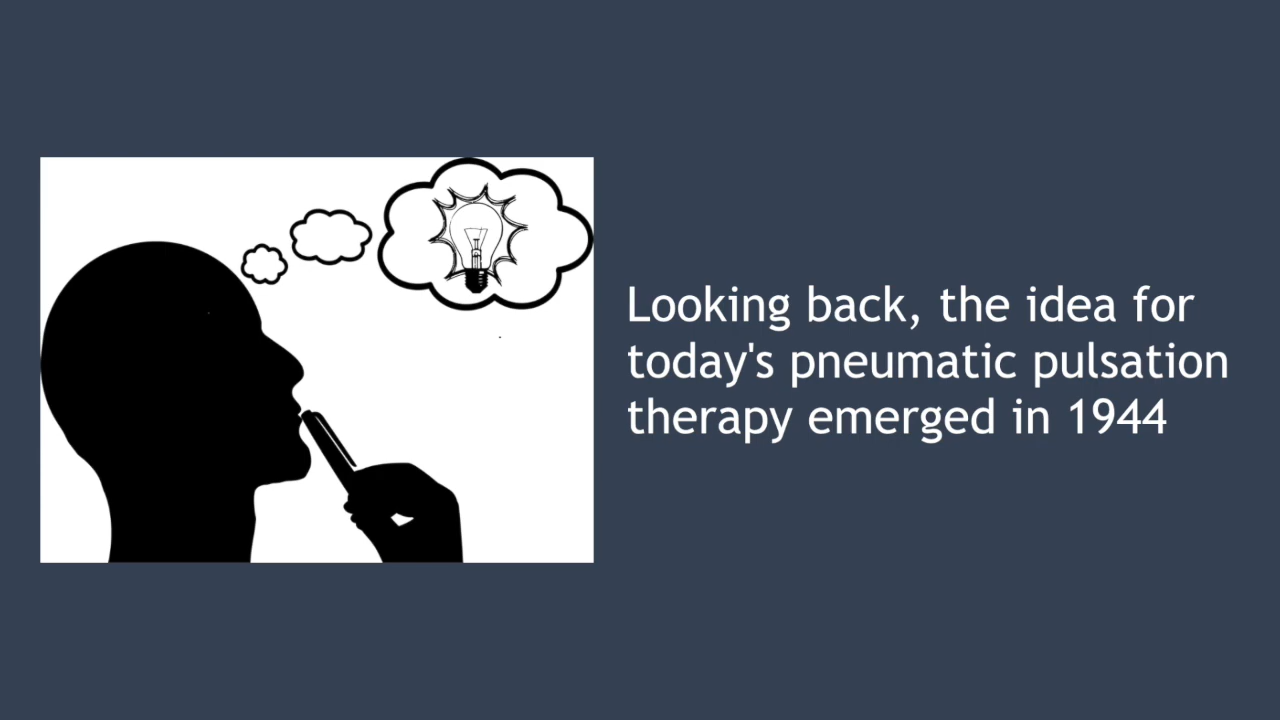 Looking back, the idea for
today's pneumatic pulsation
therapy emerged in 1944